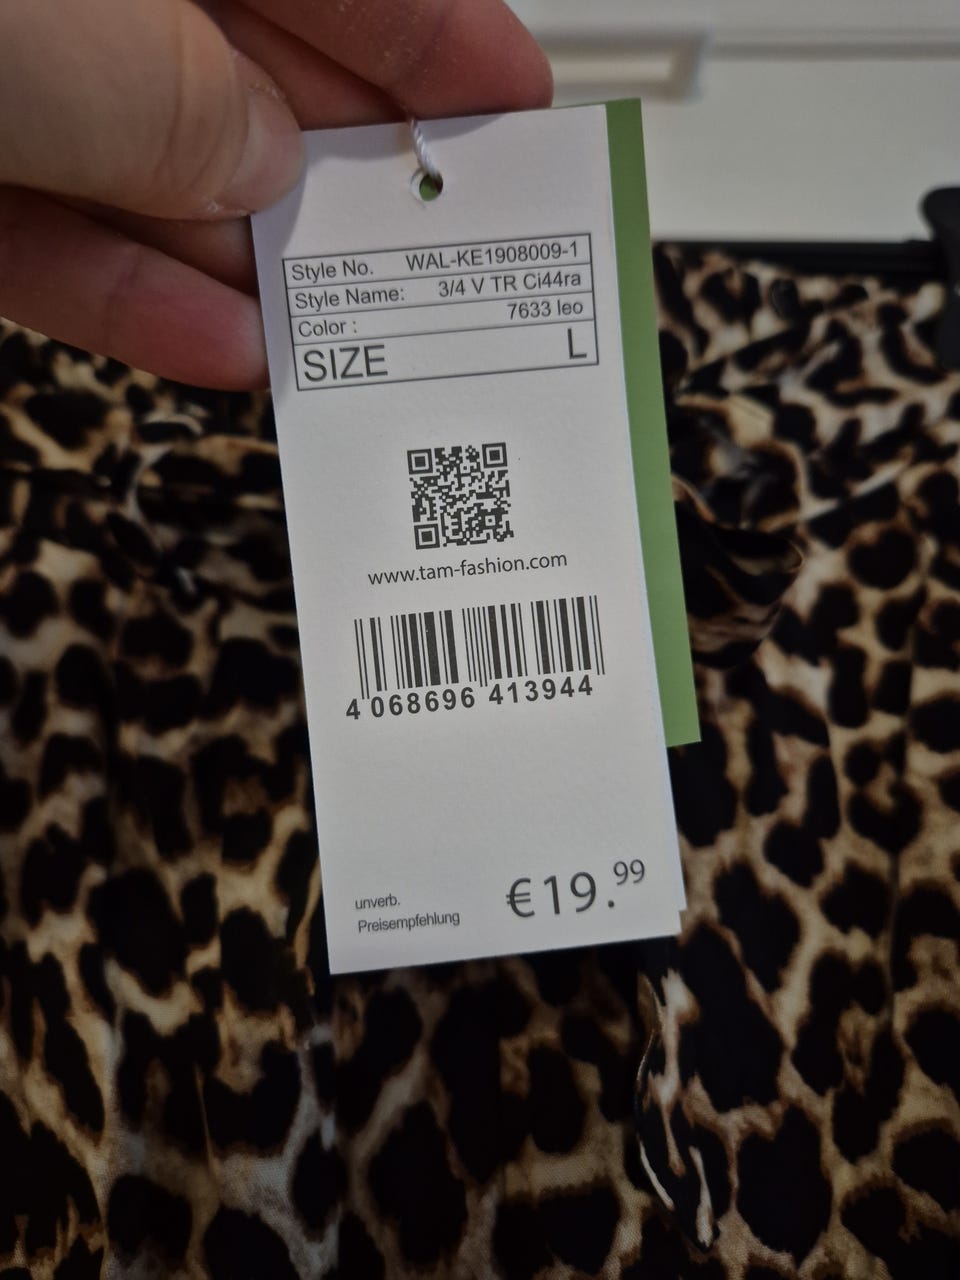 Style No. WAL-KE1908009-1
Style Name: 3/4 V TR Ci44ra
Color : 7633 leo
SIZE L
www.tam-fashion.com
4 068696 413944
unverb.
Preisempfehlung
€19.99